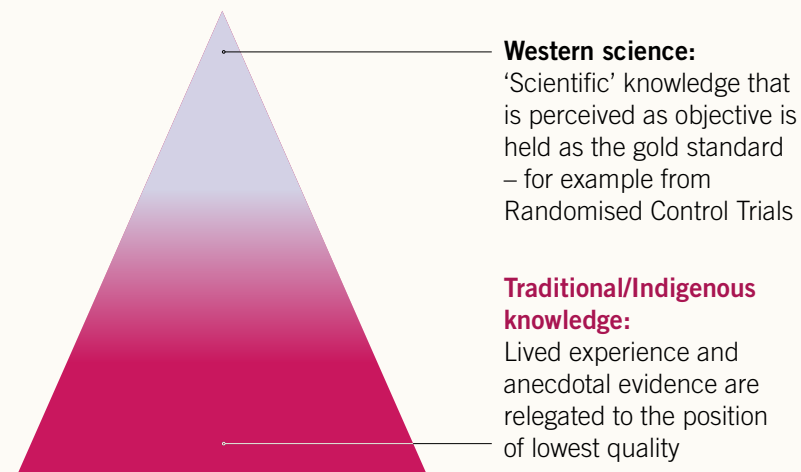 Western science:
‘Scientific’ knowledge that
is perceived as objective is
held as the gold standard
– for example from
Randomised Control Trials
Traditional/Indigenous
knowledge:
Lived experience and
anecdotal evidence are
relegated to the position
of lowest quality